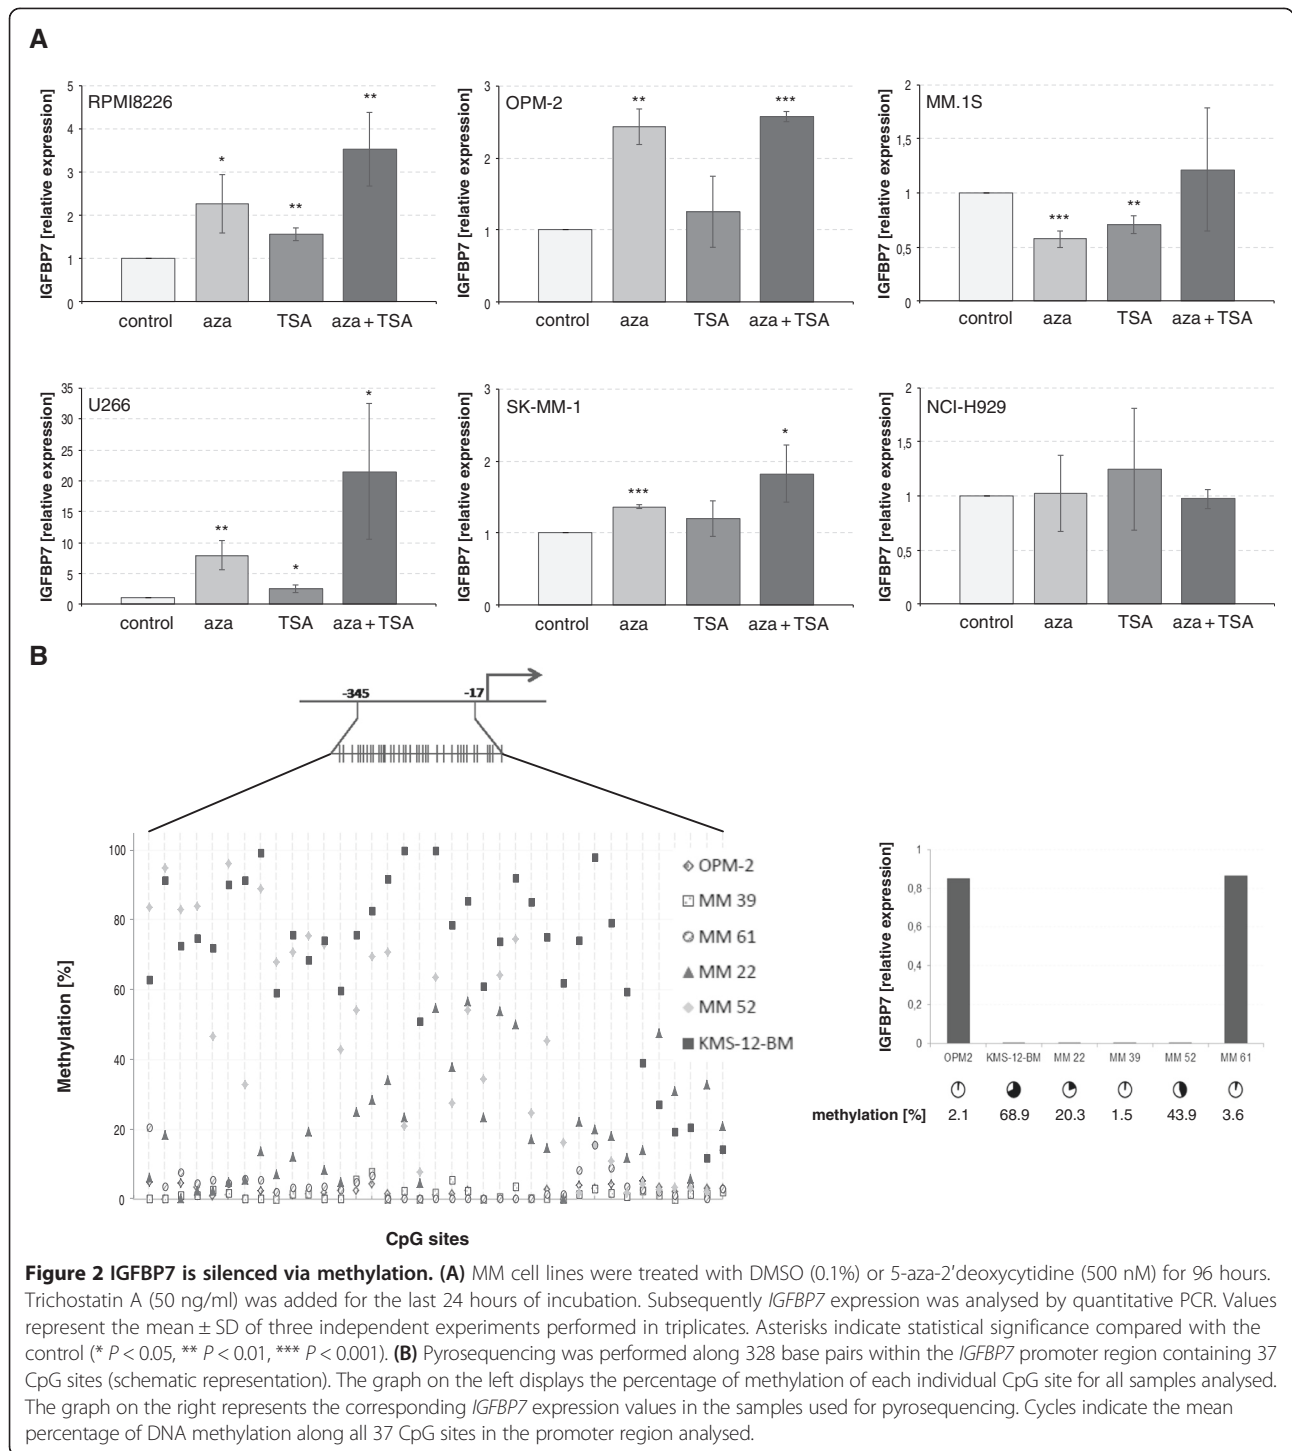 A
IGFBP7 [relative expression]
5
4
3
2
1
0
RPMI8226
*
**
**
control aza TSA aza + TSA
IGFBP7 [relative expression]
3
2
1
0
OPM-2
**
***
control aza TSA aza + TSA
IGFBP7 [relative expression]
2
1,5
1
0,5
0
MM.1S
***
**
control aza TSA aza + TSA
IGFBP7 [relative expression]
35
30
25
20
15
10
5
0
U266
**
*
*
control aza TSA aza + TSA
IGFBP7 [relative expression]
3
2
1
0
SK-MM-1
***
*
control aza TSA aza + TSA
IGFBP7 [relative expression]
2
1.5
1
0,5
0
NCI-H929
control aza TSA aza + TSA
B
-345 -17
Methylation [%]
100
80
60
40
20
0
CpG sites
OPM-2
MM 39
MM 61
MM 22
MM 52
KMS-12-BM
IGFBP7 [relative expression]
1
0,8
0,6
0,4
0,2
0
OPM2 KMS-12-BM MM 22 MM 39 MM 52 MM 61
methylation [%] 2.1 68.9 20.3 1.5 43.9 3.6
Figure 2 IGFBP7 is silenced via methylation. (A) MM cell lines were treated with DMSO (0.1%) or 5-aza-2'deoxycytidine (500 nM) for 96 hours.
Trichostatin A (50 ng/ml) was added for the last 24 hours of incubation. Subsequently IGFBP7 expression was analysed by quantitative PCR. Values
represent the mean ± SD of three independent experiments performed in triplicates. Asterisks indicate statistical significance compared with the
control (* P < 0.05, ** P < 0.01, *** P < 0.001). (B) Pyrosequencing was performed along 328 base pairs within the IGFBP7 promoter region containing 37
CpG sites (schematic representation). The graph on the left displays the percentage of methylation of each individual CpG site for all samples analysed.
The graph on the right represents the corresponding IGFBP7 expression values in the samples used for pyrosequencing. Cycles indicate the mean
percentage of DNA methylation along all 37 CpG sites in the promoter region analysed.